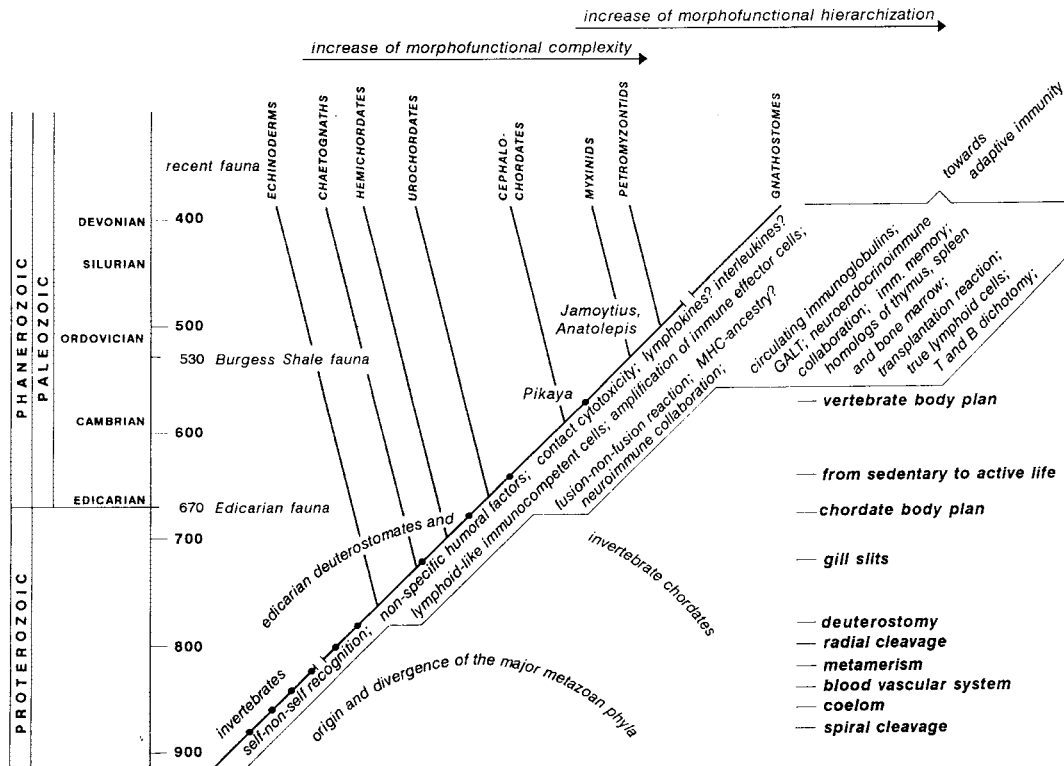 increase of morphofunctional hierarchization
increase of morphofunctional complexity
ECHINODERMS
CHAETOGNATHS
HEMICHORDATES
UROCHORDATES
CEPHALO-
CHORDATES
MYXINIDS
PETROMYZONTIDS
GNATHOSTOMES
towards
adaptive immunity
recent fauna
PHANEROZOIC
PALEOZOIC
PROTEROZOIC
DEVONIAN
SILURIAN
ORDOVICIAN
CAMBRIAN
EDICARIAN
400
500
530
600
670
700
800
900
Burgess Shale fauna
Edicarian fauna
Jamoytius,
Anatolepis
Pikaya
edicarian deuterostomates and
invertebrate chordates
invertebrates
origin and divergence of the major metazoan phyla
self-non-self recognition; non-specific humoral factors; contact cytotoxicity; lymphokines? interleukines?
lymphoid-like immunocompetent cells; amplification of immune effector cells;
fusion-non-fusion reaction; MHC-ancestry?
neuroimmune collaboration;
circulating immunoglobulins;
GALT; neuroendocrinoimmune
collaboration; imm. memory;
homologs of thymus, spleen
and bone marrow;
transplantation reaction;
true lymphoid cells;
T and B dichotomy;
vertebrate body plan
from sedentary to active life
chordate body plan
gill slits
deuterostomy
radial cleavage
metamerism
blood vascular system
coelom
spiral cleavage